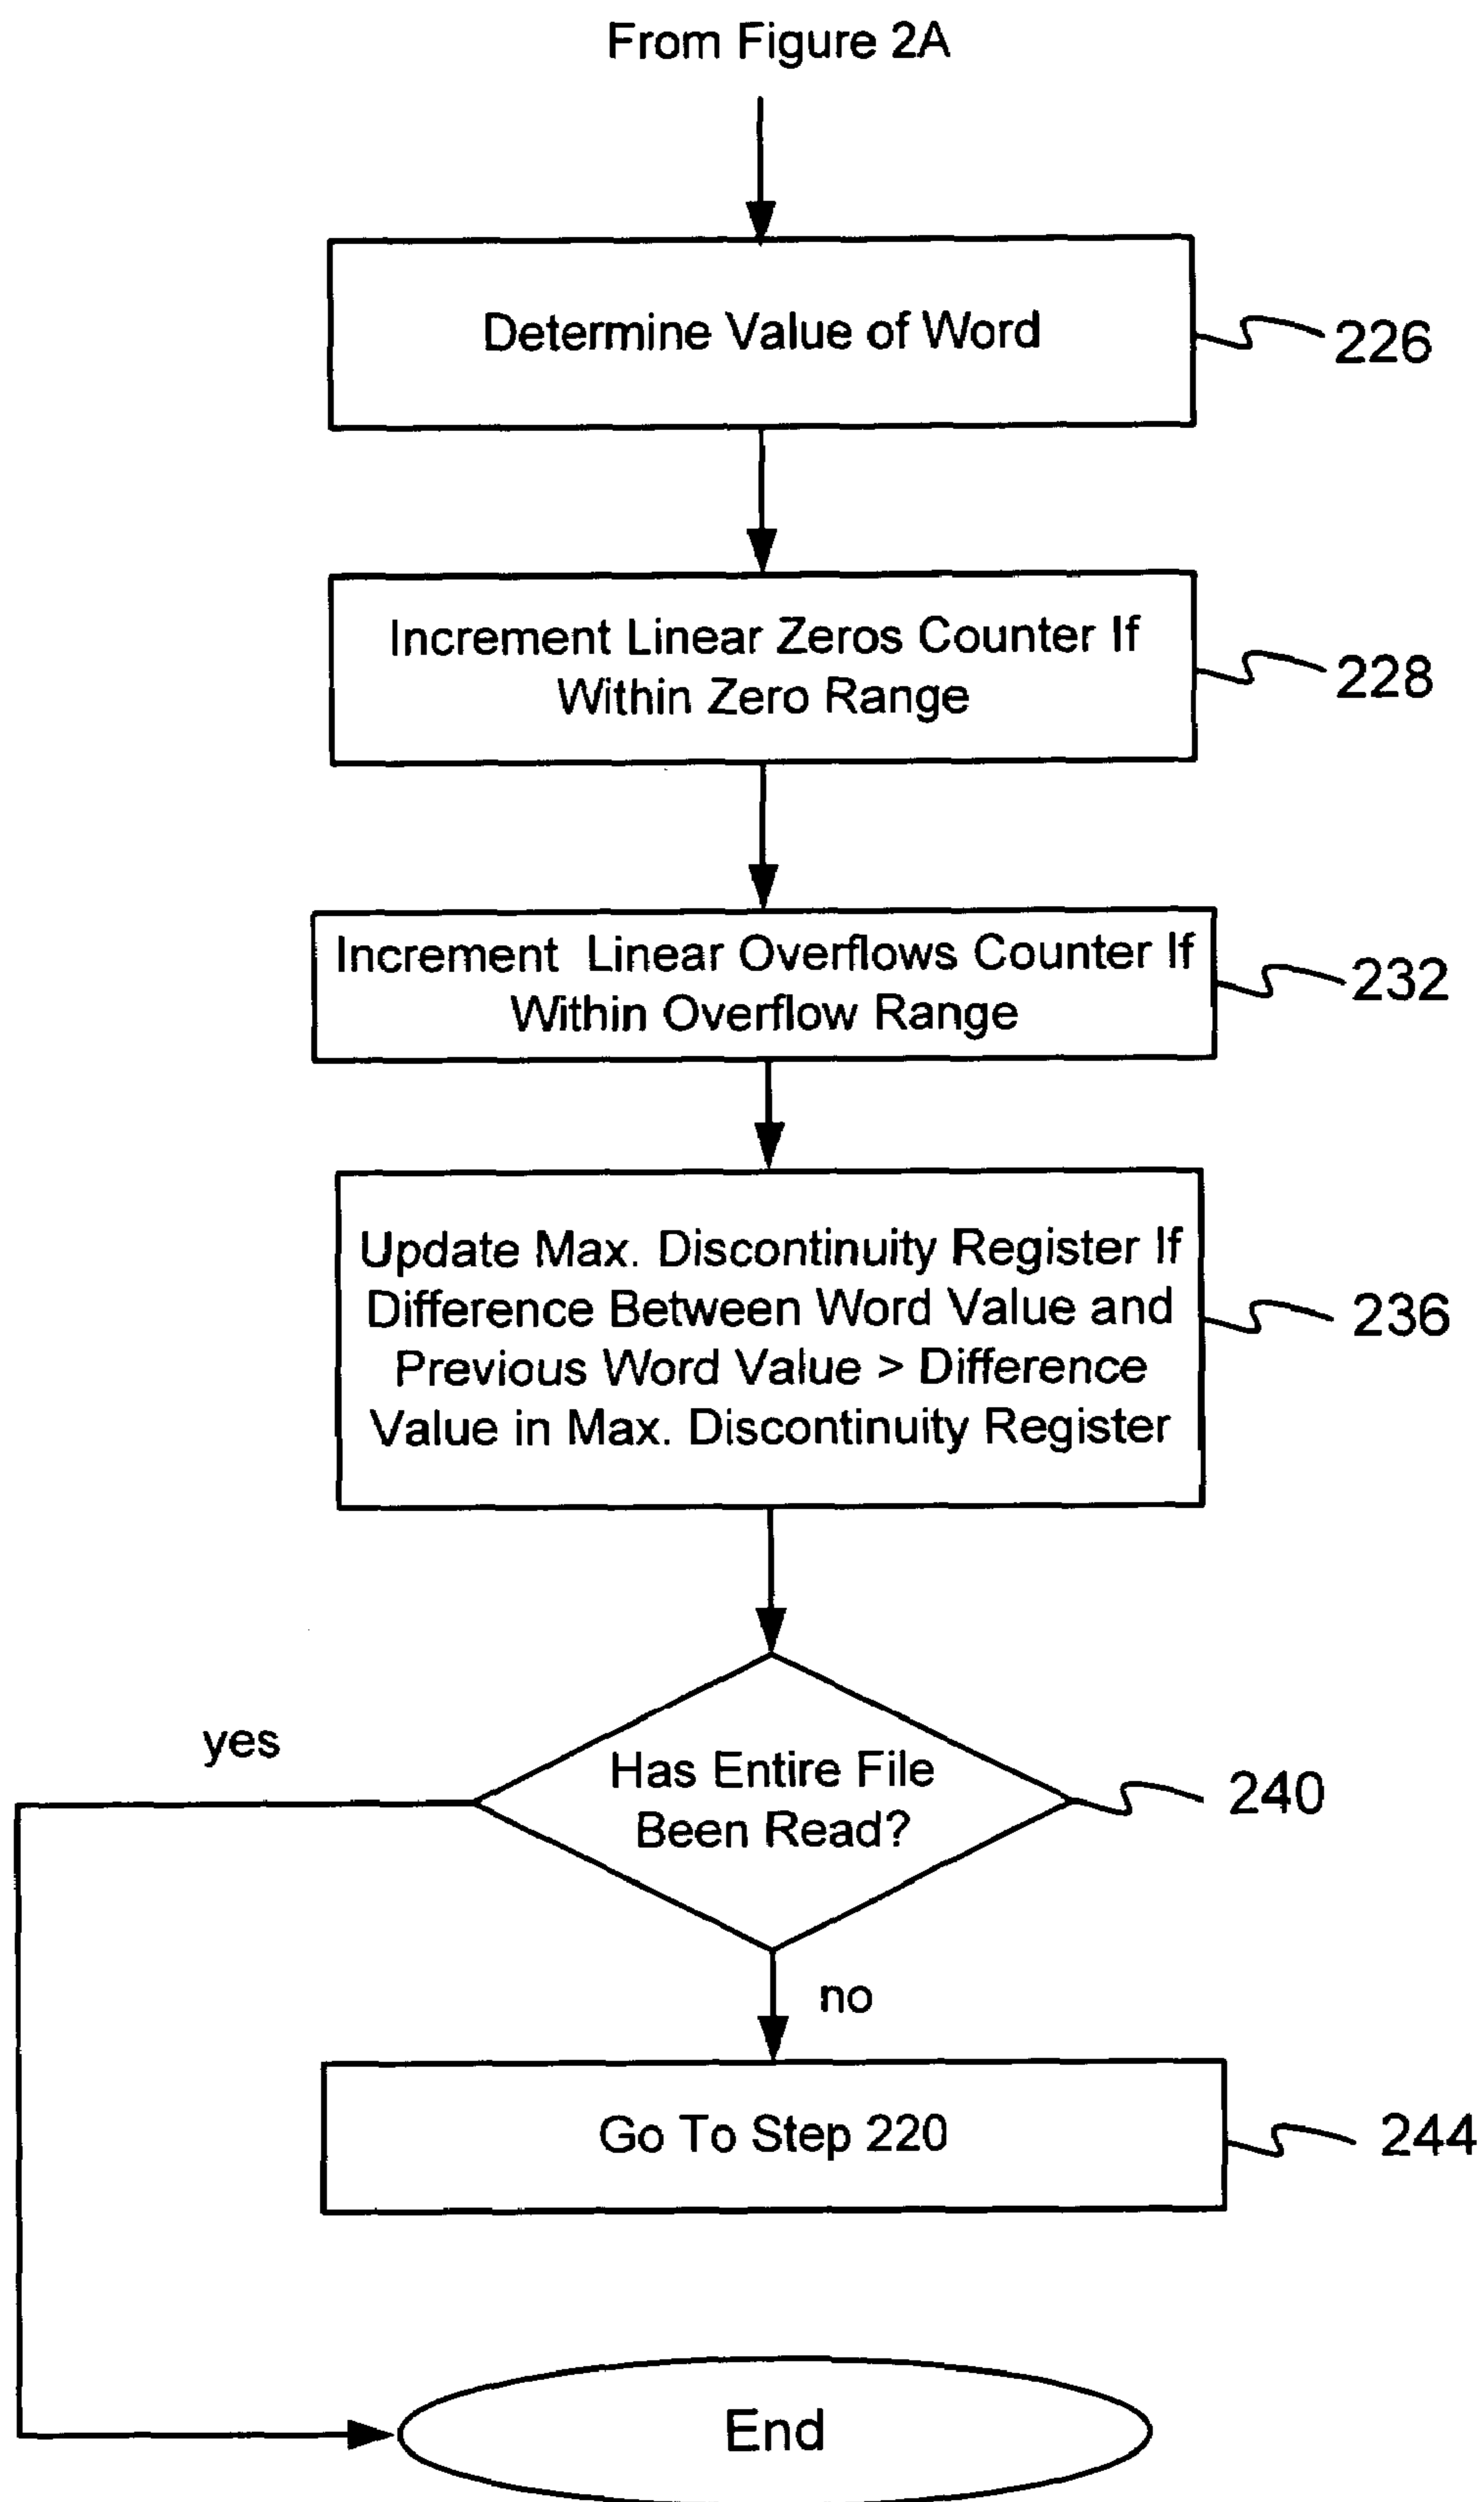 From Figure 2A
Determine Value of Word
226
Increment Linear Zeros Counter If
Within Zero Range
228
Increment Linear Overflows Counter If
Within Overflow Range
232
Update Max. Discontinuity Register If
Difference Between Word Value and
Previous Word Value > Difference
Value in Max. Discontinuity Register
236
yes
Has Entire File
Been Read?
240
no
Go To Step 220
244
End